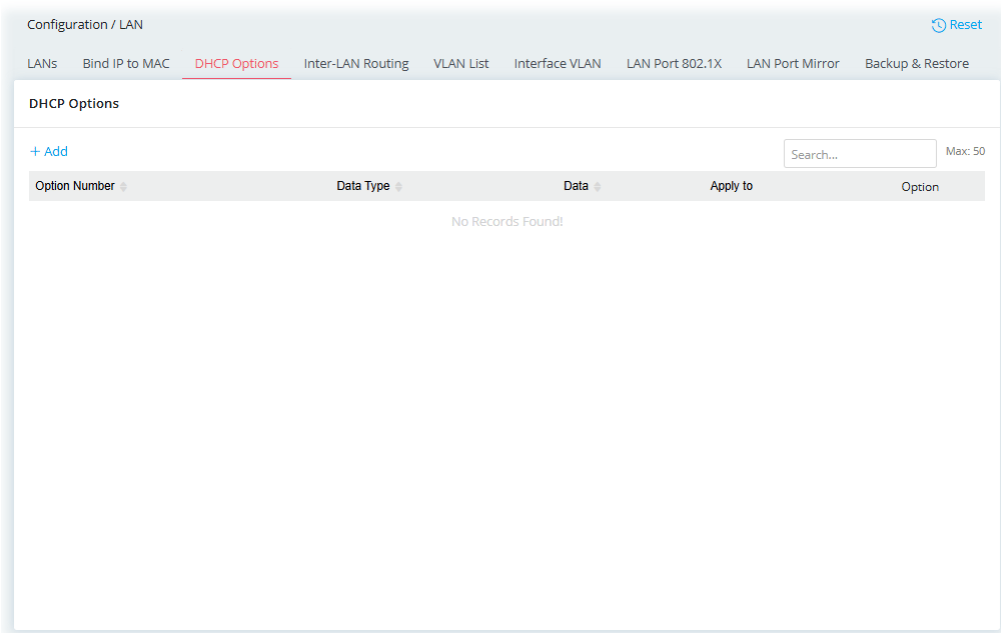 Configuration / LAN Reset
LANs Bind IP to MAC DHCP Options Inter-LAN Routing VLAN List Interface VLAN LAN Port 802.1X LAN Port Mirror Backup & Restore
DHCP Options
+ Add Search... Max: 50
Option Number Data Type Data Apply to Option
No Records Found!